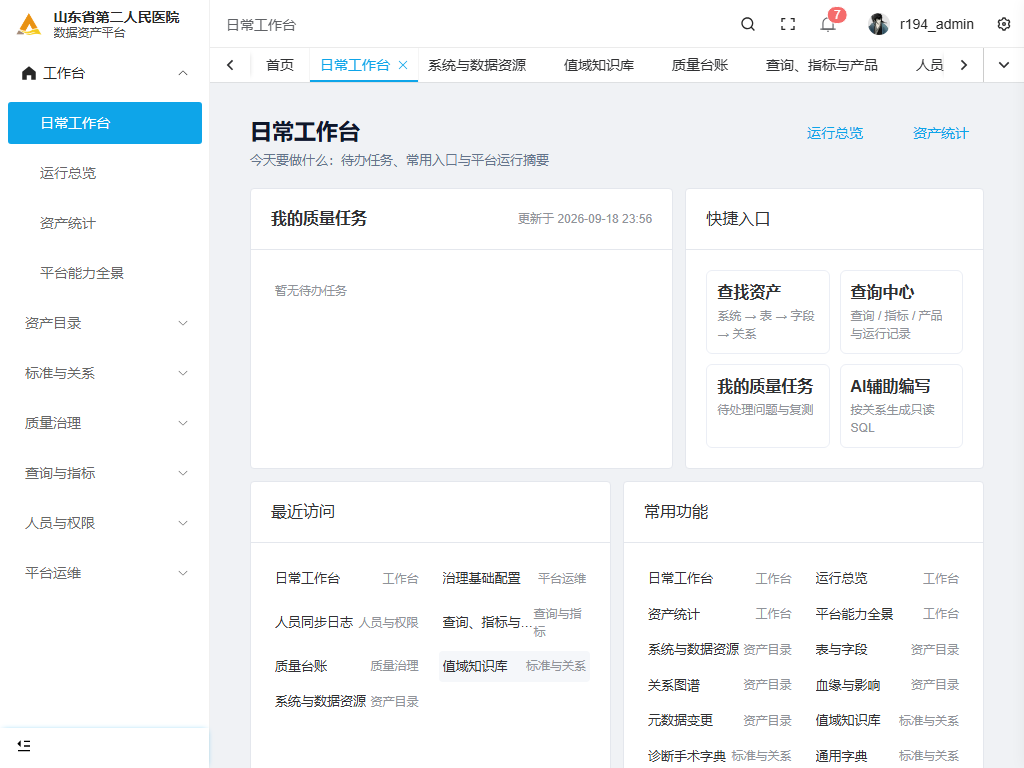 山东省第二人民医院
数据资产平台
工作台
日常工作台
运行总览
资产统计
平台能力全景
资产目录
标准与关系
质量治理
查询与指标
人员与权限
平台运维
日常工作台
7
r194_admin
首页
日常工作台
系统与数据资源
值域知识库
质量台账
查询、指标与产品
人员
日常工作台
运行总览
资产统计
今天要做什么：待办任务、常用入口与平台运行摘要
我的质量任务
更新于 2026-09-18 23:56
暂无待办任务
快捷入口
查找资产
系统 → 表 → 字段
→ 关系
查询中心
查询 / 指标 / 产品
与运行记录
我的质量任务
待处理问题与复测
AI辅助编写
按关系生成只读
SQL
最近访问
日常工作台 工作台
治理基础配置 平台运维
人员同步日志 人员与权限
查询、指标与... 查询与指
标
质量台账 质量治理
值域知识库 标准与关系
系统与数据资源 资产目录
常用功能
日常工作台 工作台
运行总览 工作台
资产统计 工作台
平台能力全景 工作台
系统与数据资源 资产目录
表与字段 资产目录
关系图谱 资产目录
血缘与影响 资产目录
元数据变更 资产目录
值域知识库 标准与关系
诊断手术字典 标准与关系
通用字典 标准与关系